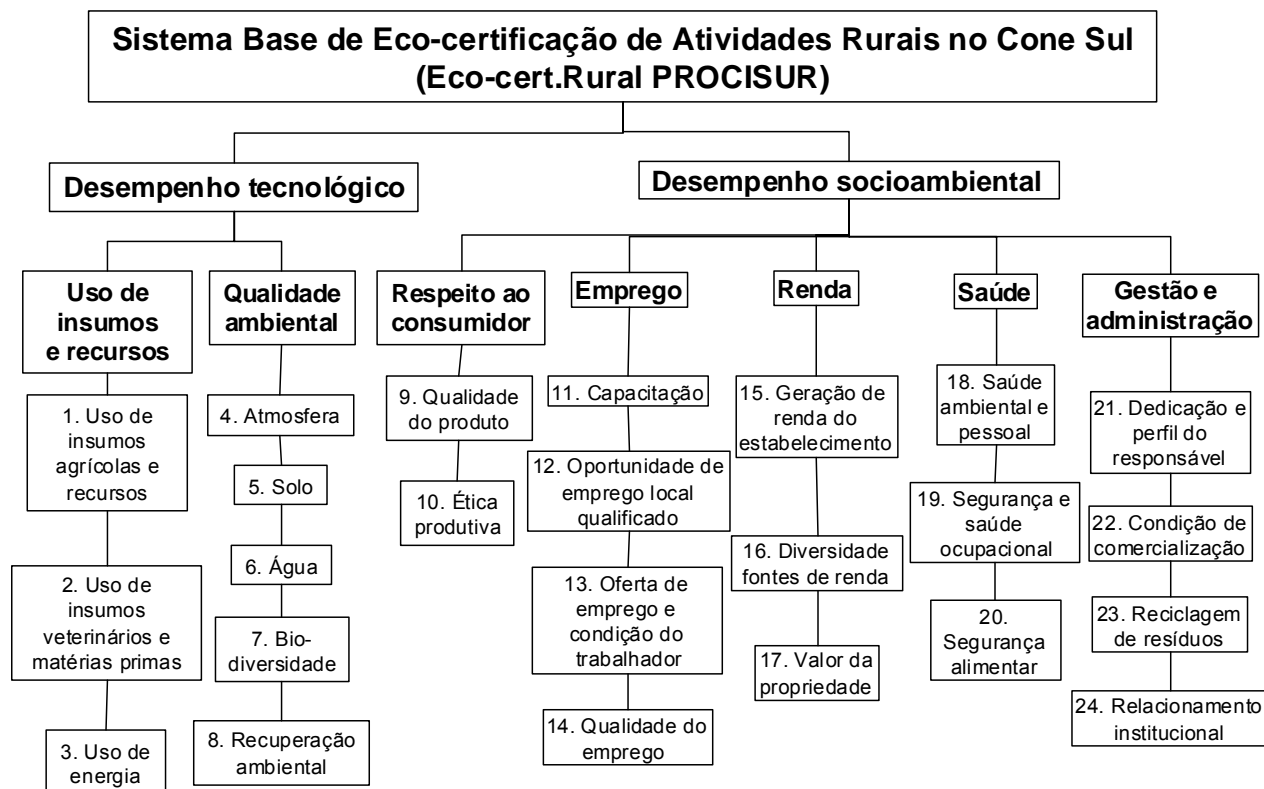 Sistema Base de Eco-certificação de Atividades Rurais no Cone Sul
(Eco-cert.Rural PROCISUR)
Desempenho tecnológico
Desempenho socioambiental
Uso de
insumos
e recursos
Qualidade
ambiental
Respeito ao
consumidor
Emprego
Renda
Saúde
Gestão e
administração
1. Uso de
insumos
agrícolas e
recursos
2. Uso de
insumos
veterinários e
matérias primas
3. Uso de
energia
4. Atmosfera
5. Solo
6. Água
7. Bio-
diversidade
8. Recuperação
ambiental
9. Qualidade
do produto
10. Ética
produtiva
11. Capacitação
12. Oportunidade de
emprego local
qualificado
13. Oferta de
emprego e
condição do
trabalhador
14. Qualidade do
emprego
15. Geração de
renda do
estabelecimento
16. Diversidade
fontes de renda
17. Valor da
propriedade
18. Saúde
ambiental e
pessoal
19. Segurança e
saúde
ocupacional
20.
Segurança
alimentar
21. Dedicação e
perfil do
responsável
22. Condição de
comercialização
23. Reciclagem
de resíduos
24. Relacionamento
institucional